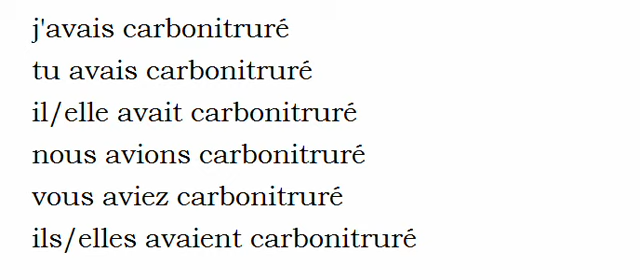 j'avais carbonitruré
tu avais carbonitruré
il/elle avait carbonitruré
nous avions carbonitruré
vous aviez carbonitruré
ils/elles avaient carbonitruré